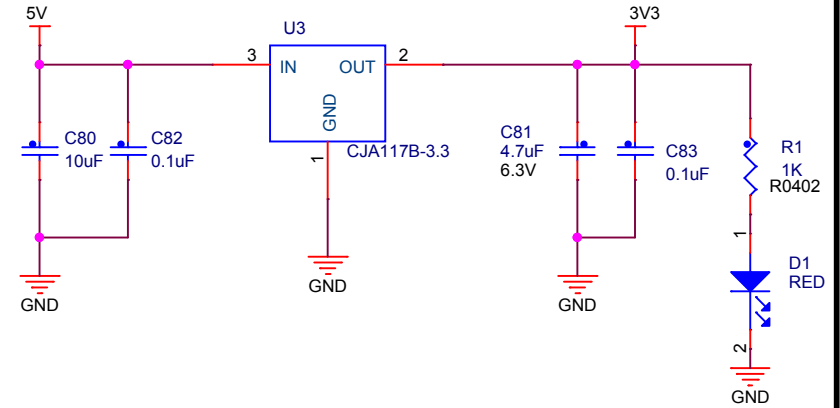 5V
U3
3V3
3
IN
OUT
2
GND
1
CJA117B-3.3
C80
10uF
C82
0.1uF
C81
4.7uF
6.3V
C83
0.1uF
R1
1K
R0402
1
D1
RED
2
GND
GND
GND
GND